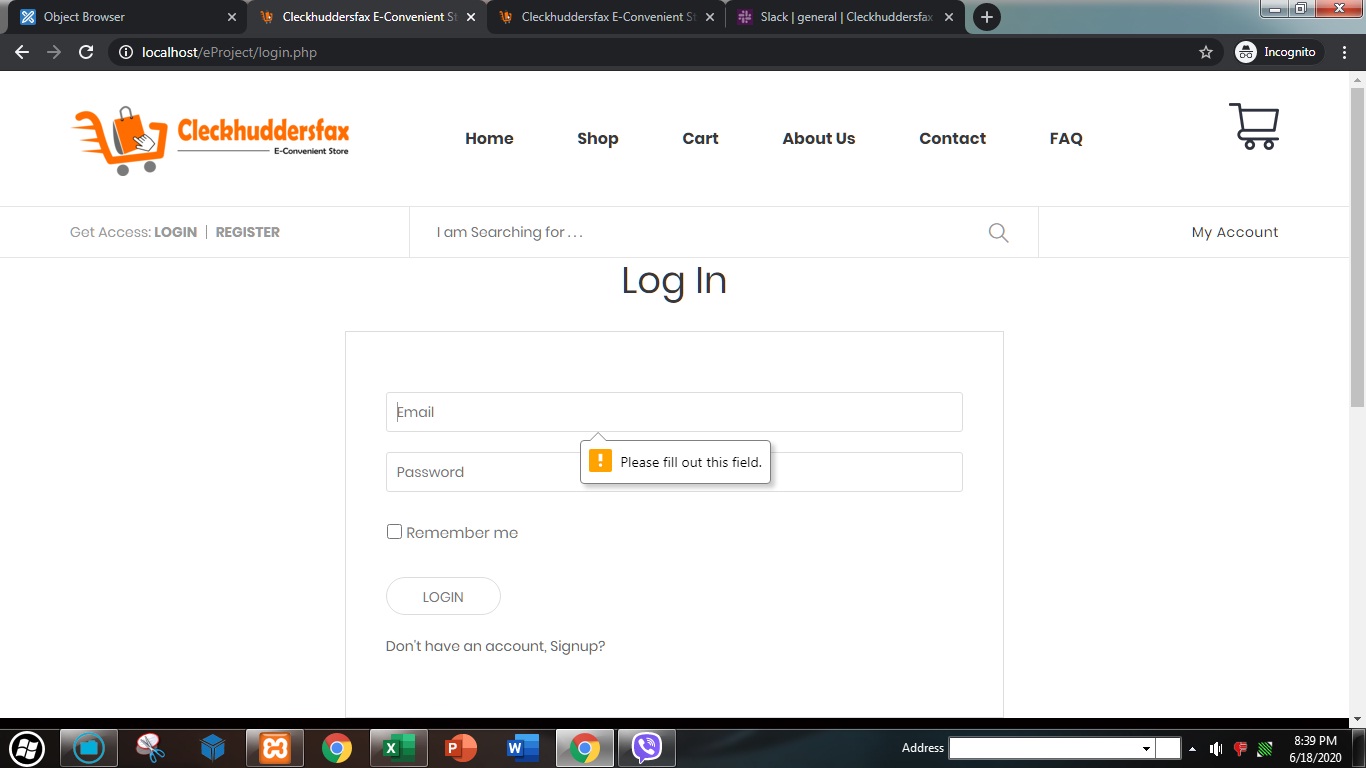 Object Browser
Cleckhuddersfax E-Convenient St
Cleckhuddersfax E-Convenient St
Slack | general | Cleckhuddersfax
localhost/eProject/login.php
Incognito
Cleckhuddersfax
E-Convenient Store
Home
Shop
Cart
About Us
Contact
FAQ
Get Access: LOGIN | REGISTER
I am Searching for . . .
My Account
Log In
Email
Please fill out this field.
Password
Remember me
LOGIN
Don't have an account, Signup?
Address
8:39 PM
6/18/2020